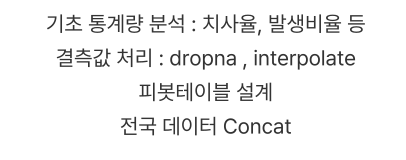 기초 통계량 분석 : 치사율, 발생비율 등
결측값 처리 : dropna , interpolate
피봇테이블 설계
전국 데이터 Concat